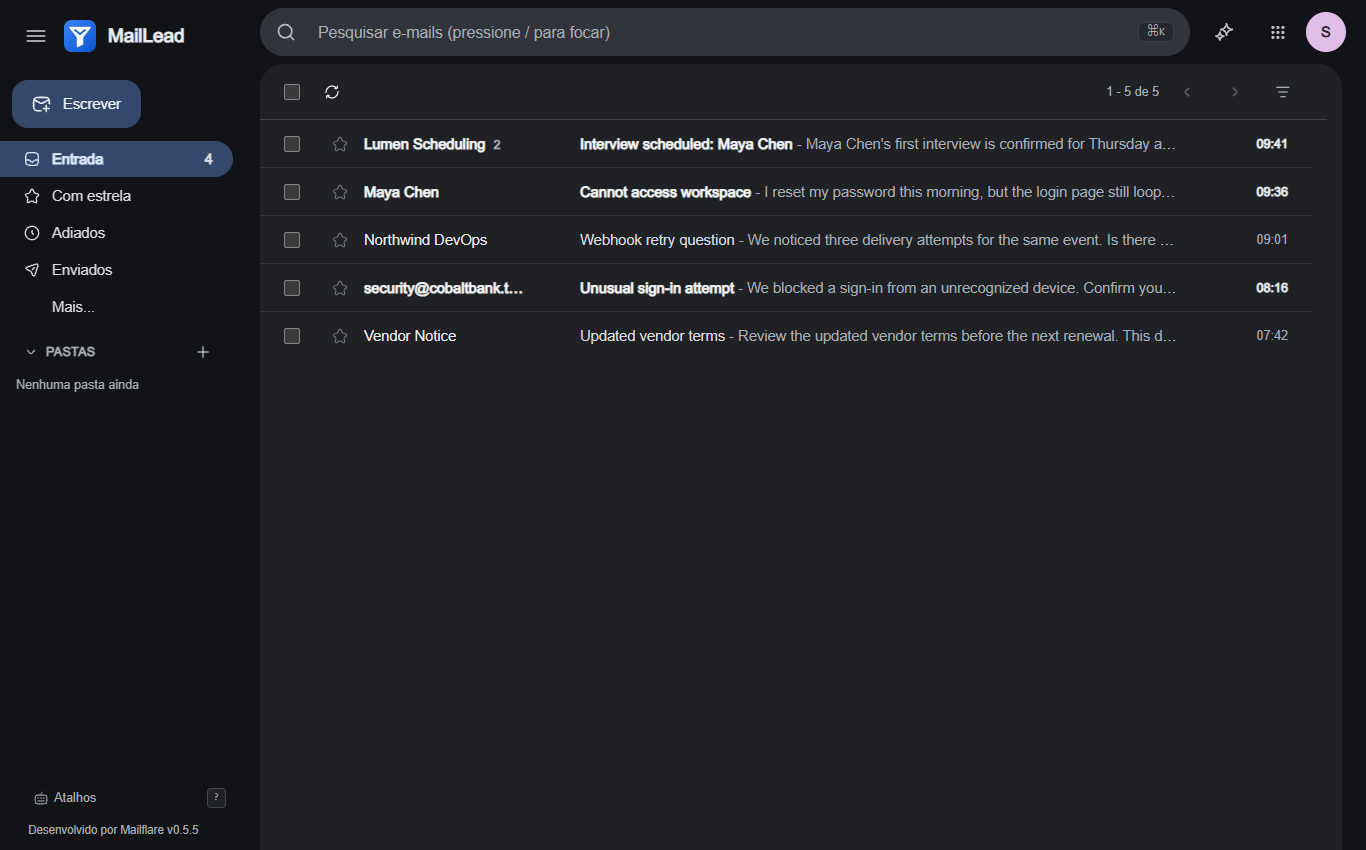 MailLead
Pesquisar e-mails (pressione / para focar)
⌘K
S
Escrever
1 - 5 de 5
Entrada 4
Com estrela
Adiados
Enviados
Mais...
PASTAS
Nenhuma pasta ainda
Lumen Scheduling 2 Interview scheduled: Maya Chen - Maya Chen's first interview is confirmed for Thursday a... 09:41
Maya Chen Cannot access workspace - I reset my password this morning, but the login page still loop... 09:36
Northwind DevOps Webhook retry question - We noticed three delivery attempts for the same event. Is there ... 09:01
security@cobaltbank.t... Unusual sign-in attempt - We blocked a sign-in from an unrecognized device. Confirm you... 08:16
Vendor Notice Updated vendor terms - Review the updated vendor terms before the next renewal. This d... 07:42
Atalhos ?
Desenvolvido por Mailflare v0.5.5